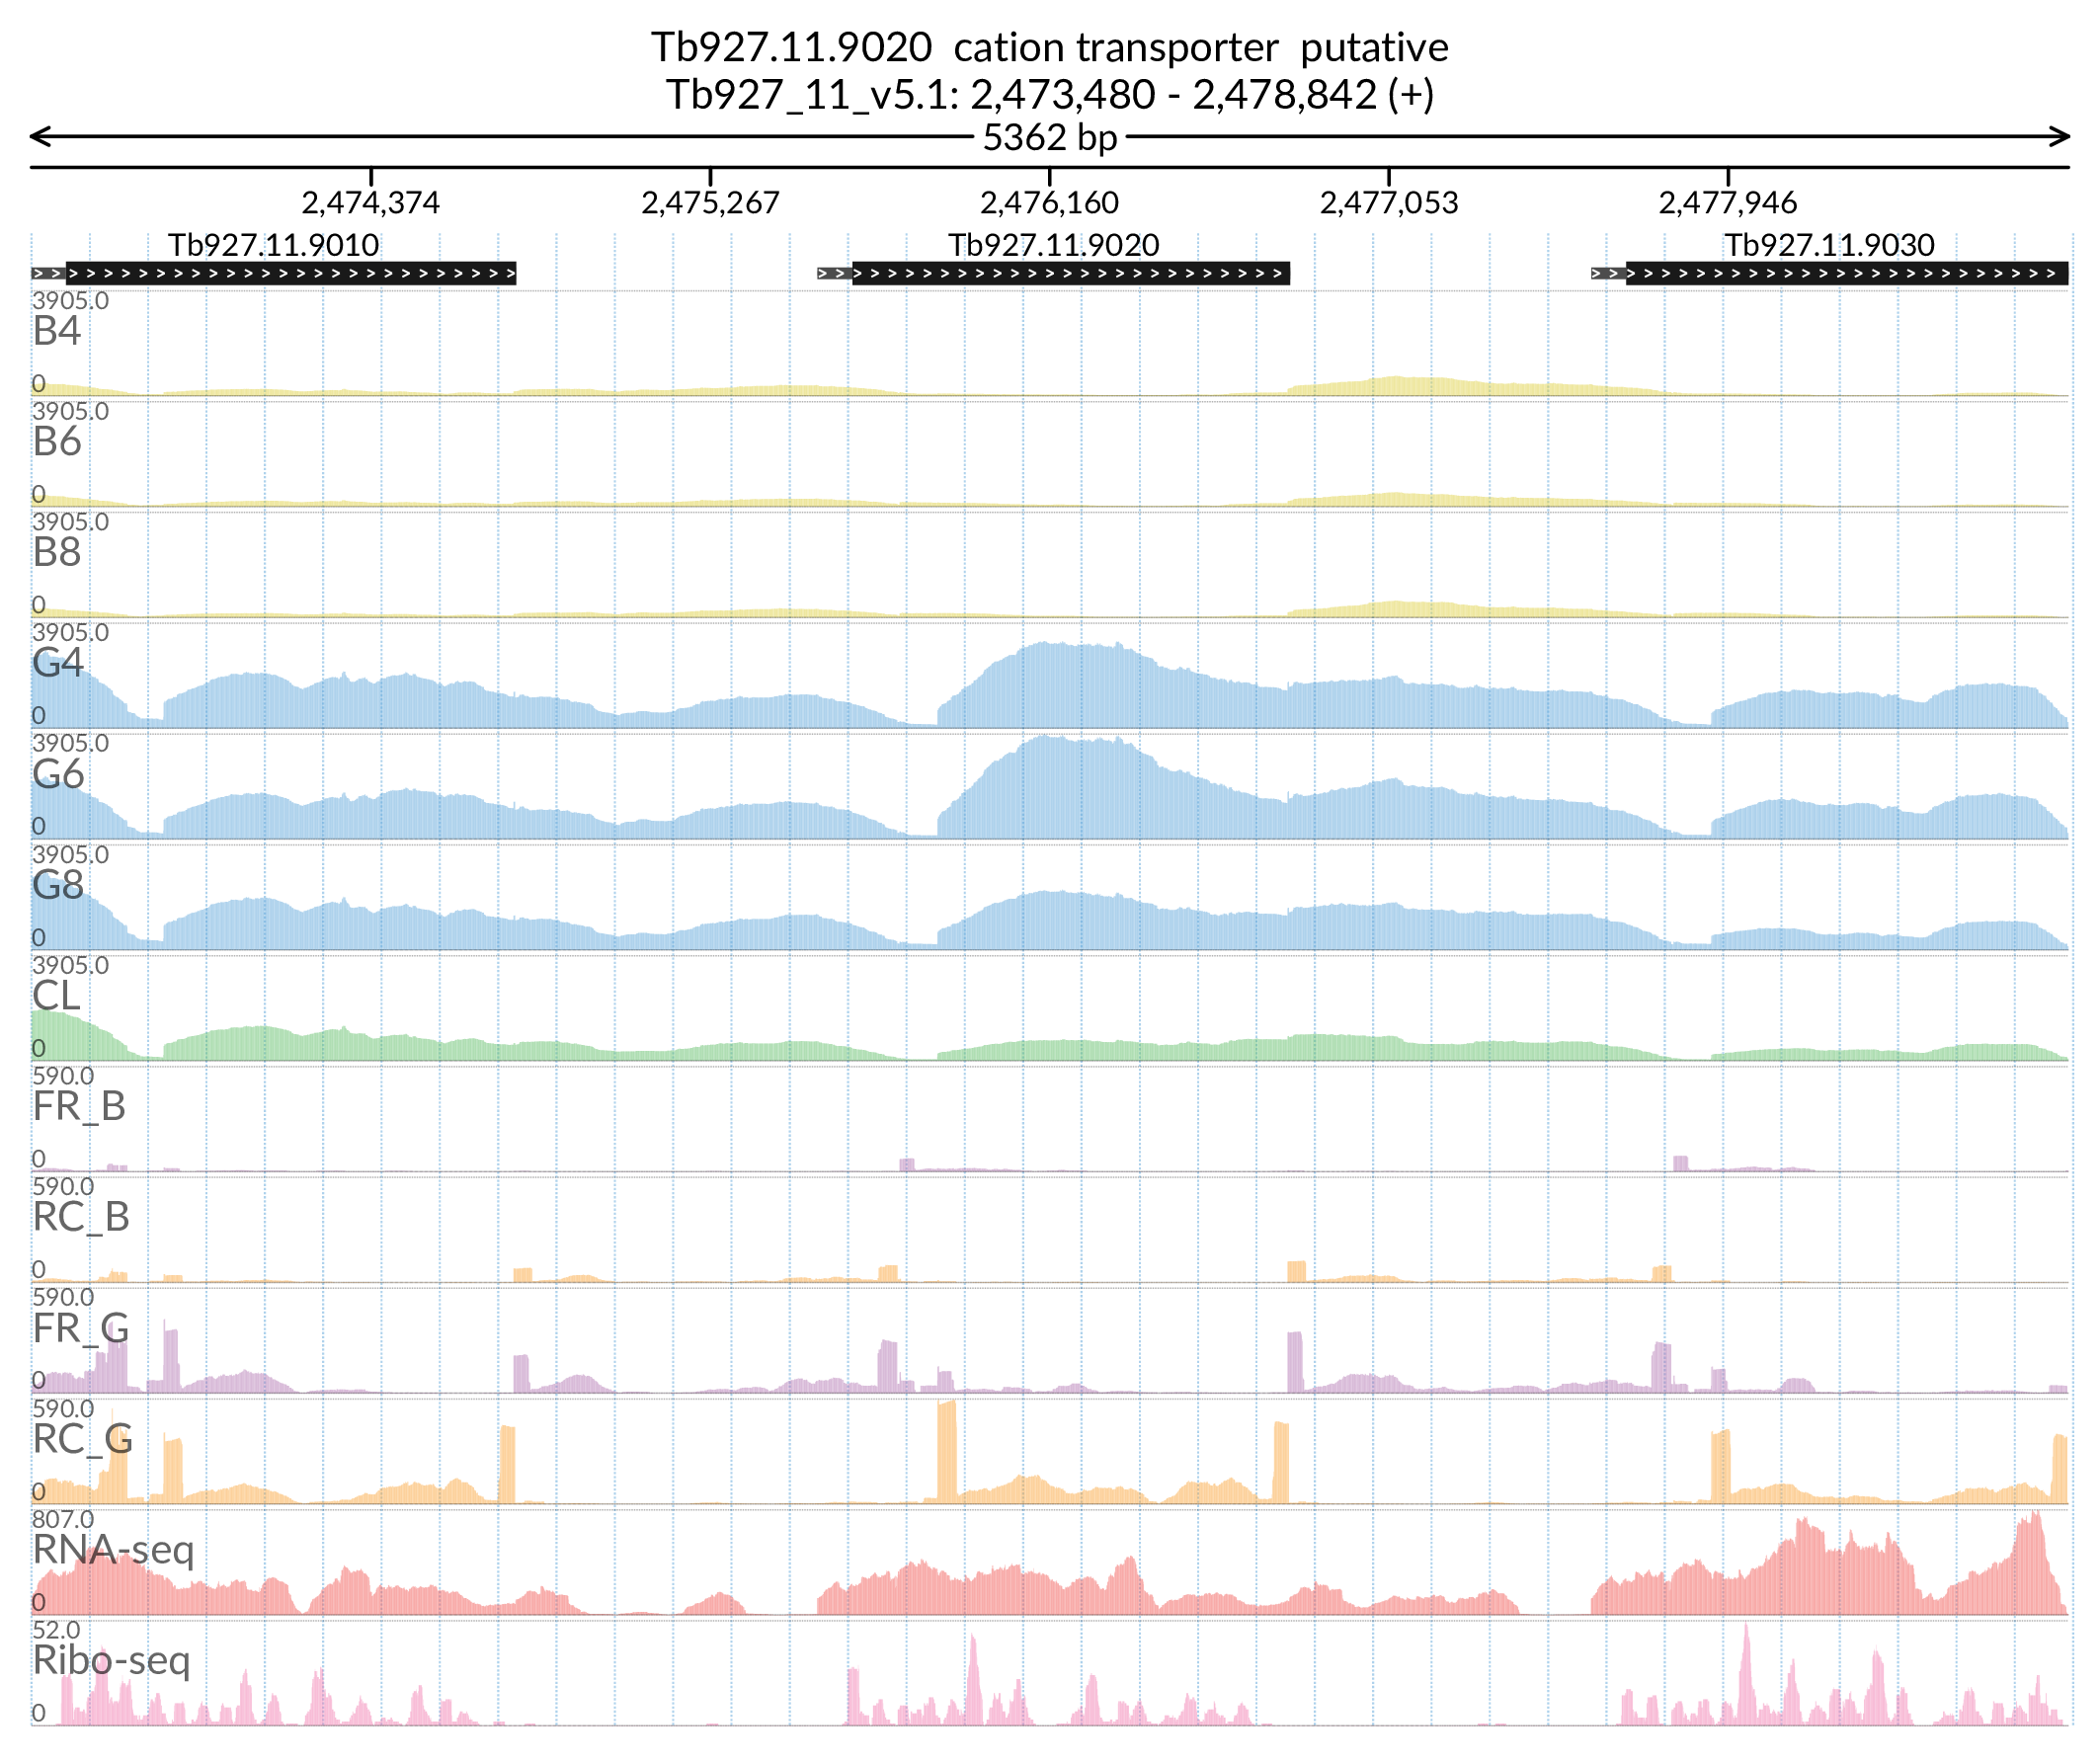 Tb927.11.9020 cation transporter putative
Tb927_11_v5.1: 2,473,480 - 2,478,842 (+)
5362 bp
2,474,374 2,475,267 2,476,160 2,477,053 2,477,946
Tb927.11.9010 Tb927.11.9020 Tb927.11.9030
3905.0
B4
0
3905.0
B6
0
3905.0
B8
0
3905.0
G4
0
3905.0
G6
0
3905.0
G8
0
3905.0
CL
0
590.0
FR_B
0
590.0
RC_B
0
590.0
FR_G
0
590.0
RC_G
0
807.0
RNA-seq
0
52.0
Ribo-seq
0